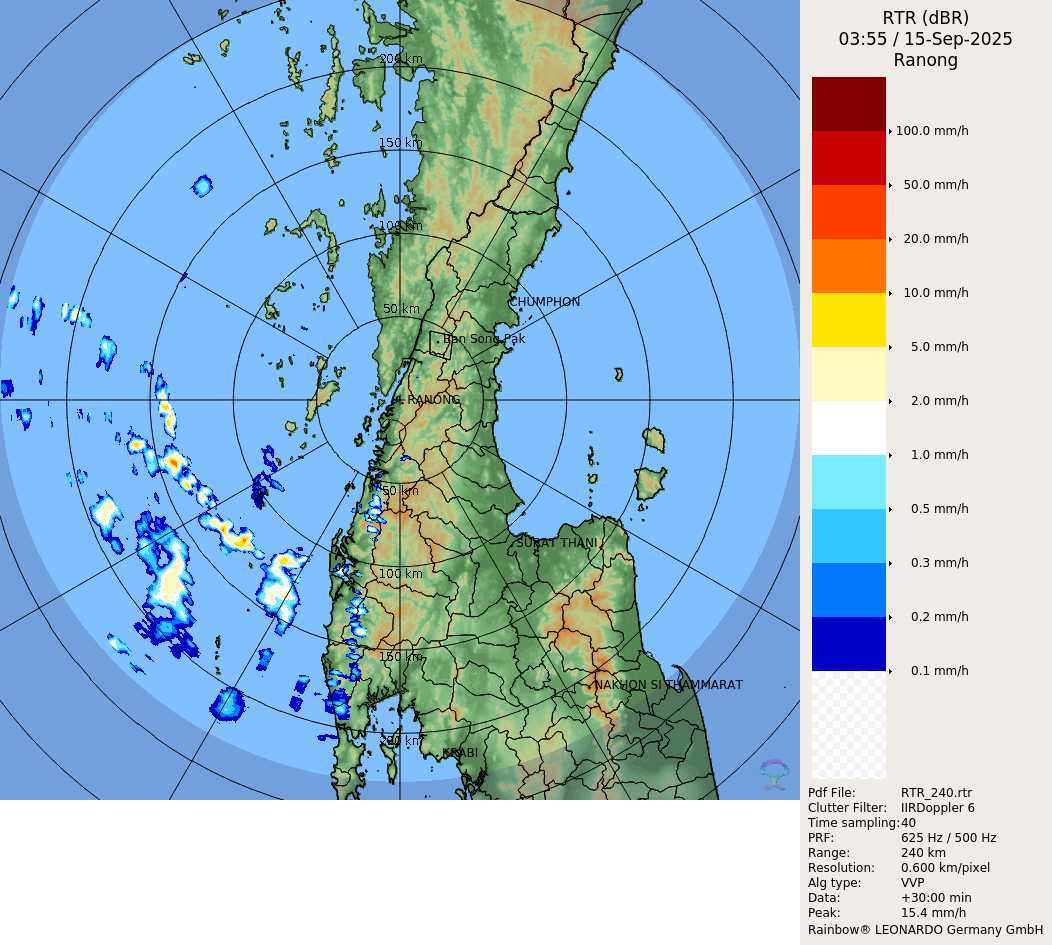 RTR (dBR)
03:55 / 15-Sep-2025
Ranong
200 km
150 km
100 km
50 km
CHUMPHON
Ban Song Pak
RANONG
50 km
SURAT THANI
100 km
150 km
NAKHON SI THAMMARAT
200 km
KRABI
100.0 mm/h
50.0 mm/h
20.0 mm/h
10.0 mm/h
5.0 mm/h
2.0 mm/h
1.0 mm/h
0.5 mm/h
0.3 mm/h
0.2 mm/h
0.1 mm/h
Pdf File: RTR_240.rtr
Clutter Filter: IIRDoppler 6
Time sampling:40
PRF: 625 Hz / 500 Hz
Range: 240 km
Resolution: 0.600 km/pixel
Alg type: VVP
Data: +30:00 min
Peak: 15.4 mm/h
Rainbow® LEONARDO Germany GmbH